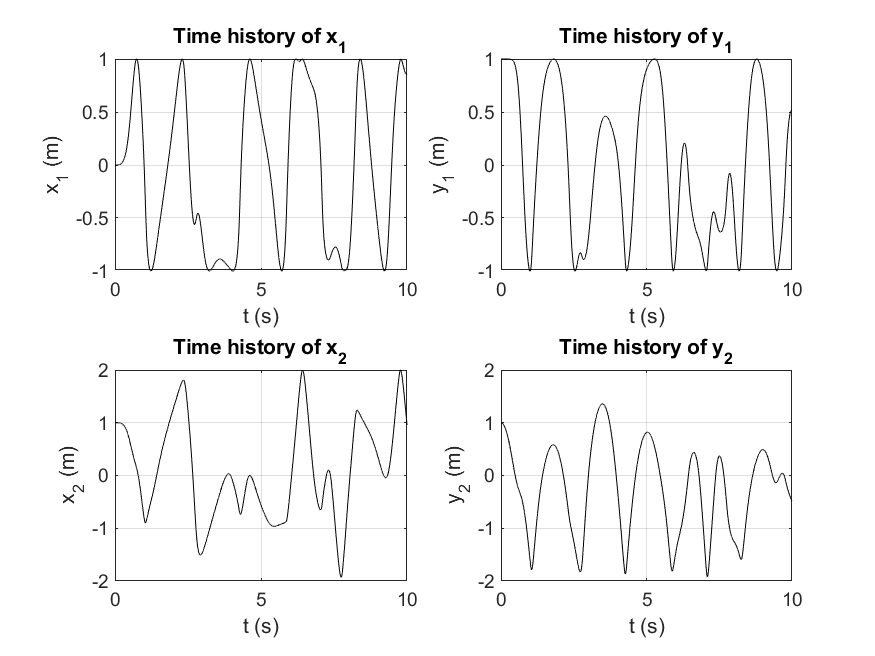 Time history of x₁
1
0.5
0
-0.5
-1
x₁ (m)
0 5 10
t (s)
Time history of y₁
1
0.5
0
-0.5
-1
y₁ (m)
0 5 10
t (s)
Time history of x₂
2
1
0
-1
-2
x₂ (m)
0 5 10
t (s)
Time history of y₂
2
1
0
-1
-2
y₂ (m)
0 5 10
t (s)